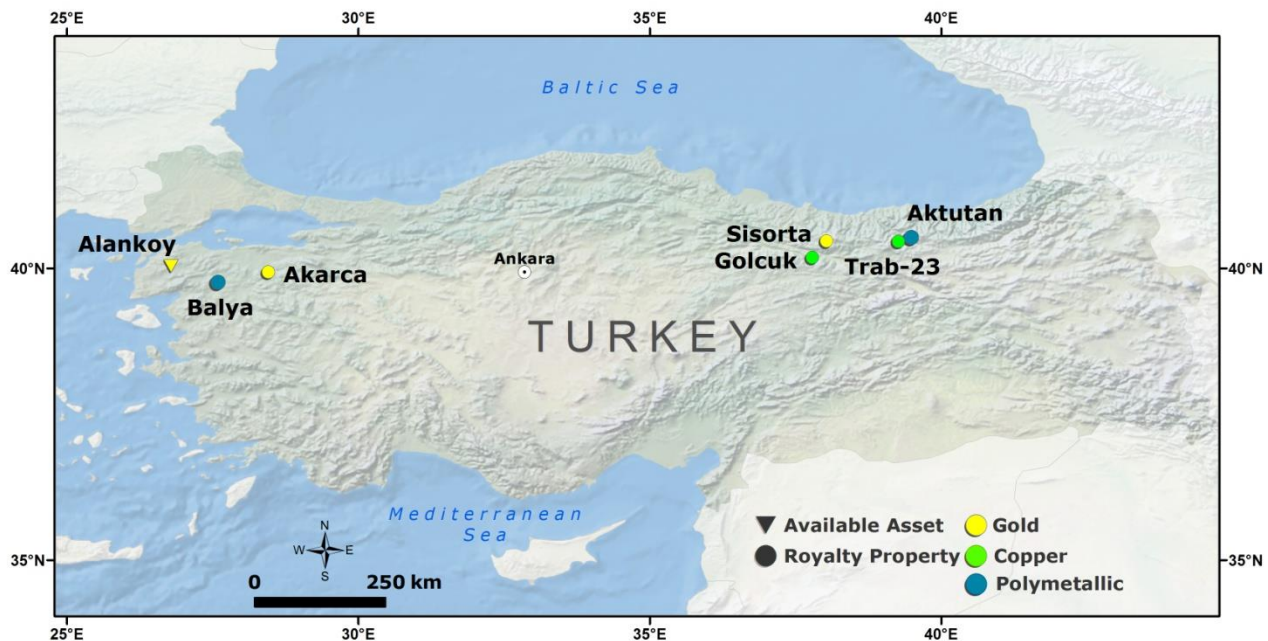 25°E 30°E 35°E 40°E
Baltic Sea
Aktutan
Alankoy
Sisorta
Ankara
40°N 40°N
Akarca
Golcuk
Trab-23
Balya
TURKEY
Mediterranean
Sea
N
W E
S
0 250 km
Available Asset
Gold
Royalty Property
Copper
Polymetallic
35°N 35°N
25°E 30°E 35°E 40°E